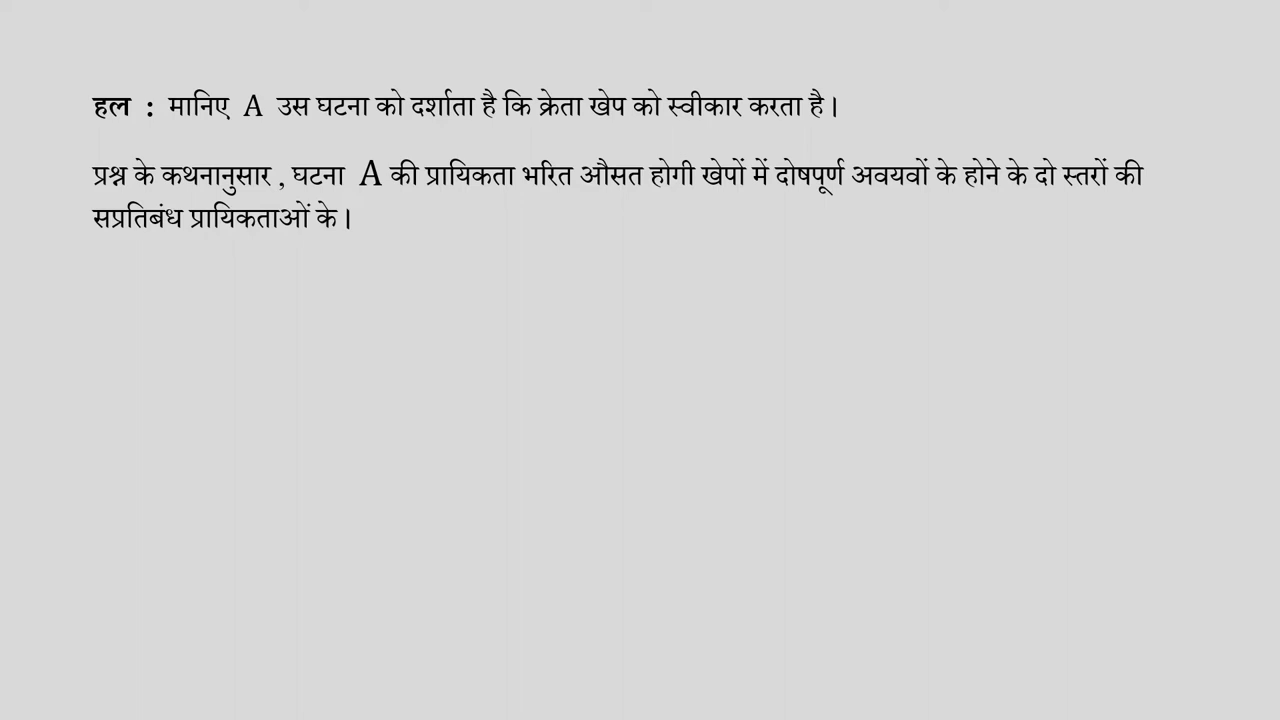 हल : मानिए A उस घटना को दर्शाता है कि क्रेता खेप को स्वीकार करता है।
प्रश्न के कथनानुसार , घटना A की प्रायिकता भरित औसत होगी खेपों में दोषपूर्ण अवयवों के होने के दो स्तरों की
सप्रतिबंध प्रायिकताओं के।